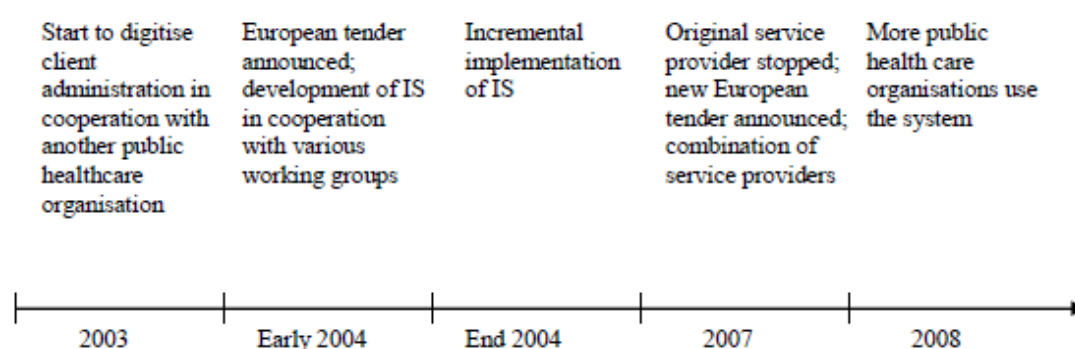 Start to digitise
client
administration in
cooperation with
another public
healthcare
organisation
European tender
announced;
development of IS
in cooperation
with various
working groups
Incremental
implementation
of IS
Original service
provider stopped;
new European
tender announced;
combination of
service providers
More public
health care
organisations use
the system
2003
Early 2004
End 2004
2007
2008